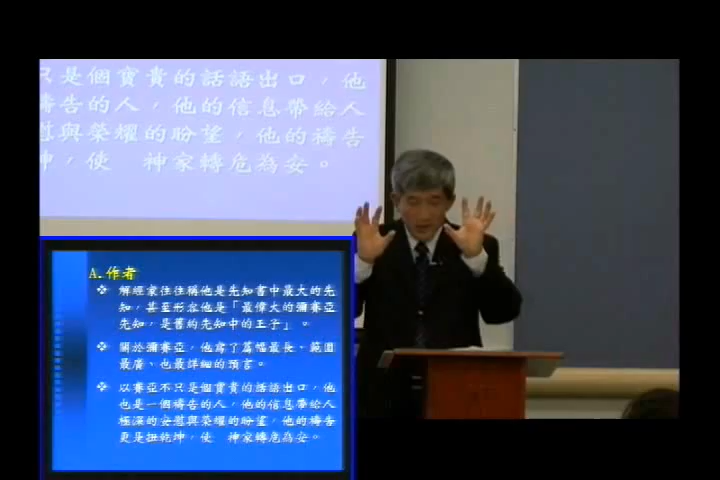 只是個寶貴的話語出口，他
禱告的人，他的信息帶給人
慰與榮耀的盼望，他的禱告
坤，使　神家轉危為安。
A.作者
解經家往往稱他是先知書中最大的先
知，甚至形容他是「最偉大的彌賽亞
先知，是舊約先知中的王子」。
關於彌賽亞，他寫了篇幅最長、範圍
最廣、也最詳細的預言。
以賽亞不只是個寶貴的話語出口，他
也是一個禱告的人，他的信息帶給人
極深的安慰與榮耀的盼望，他的禱告
更是扭乾坤，使　神家轉危為安。